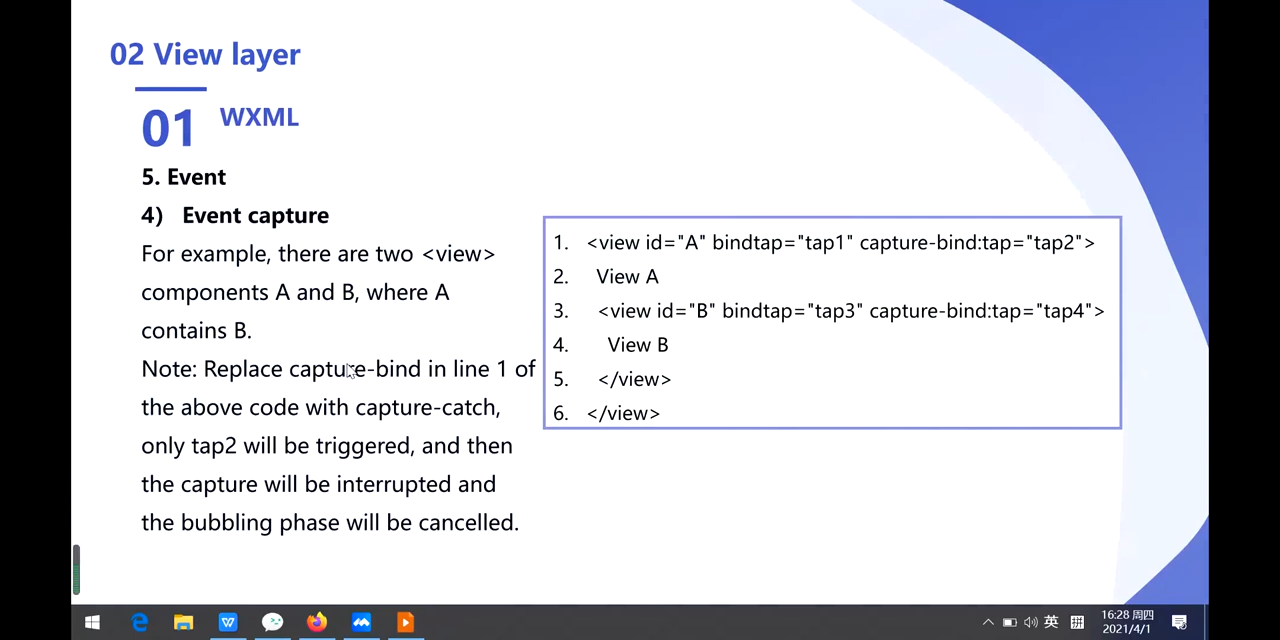 02 View layer
01 WXML
5. Event
4) Event capture
For example, there are two <view>
components A and B, where A
contains B.
Note: Replace capture-bind in line 1 of
the above code with capture-catch,
only tap2 will be triggered, and then
the capture will be interrupted and
the bubbling phase will be cancelled.
1. <view id="A" bindtap="tap1" capture-bind:tap="tap2">
2. View A
3. <view id="B" bindtap="tap3" capture-bind:tap="tap4">
4. View B
5. </view>
6. </view>
英
16:28 周四
2021/4/1